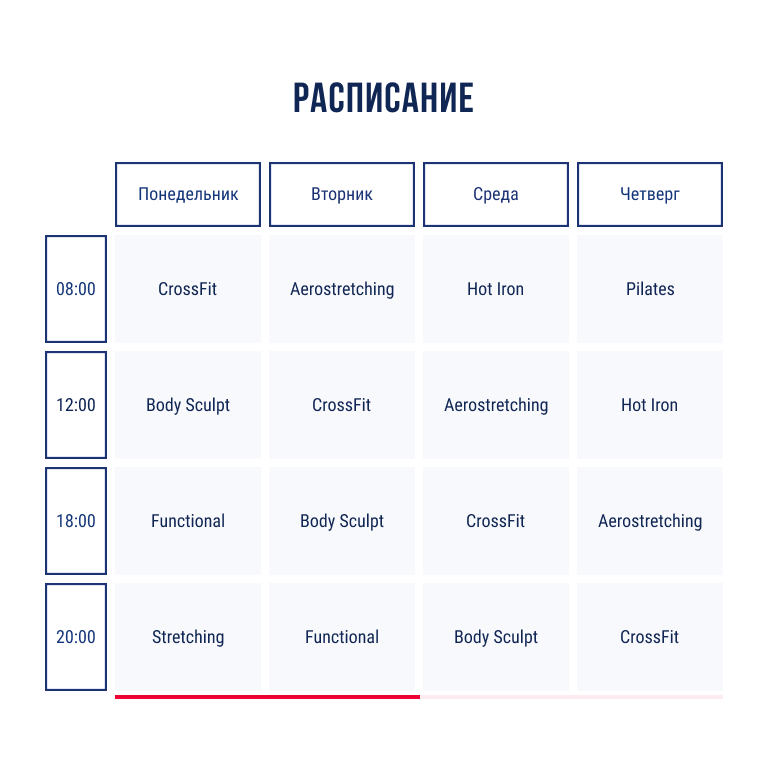 РАСПИСАНИЕ
Понедельник Вторник Среда Четверг
08:00 CrossFit Aerostretching Hot Iron Pilates
12:00 Body Sculpt CrossFit Aerostretching Hot Iron
18:00 Functional Body Sculpt CrossFit Aerostretching
20:00 Stretching Functional Body Sculpt CrossFit